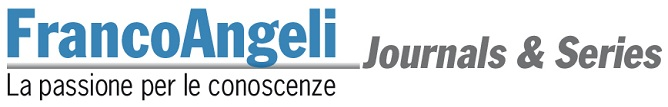 FrancoAngeli Journals & Series
La passione per le conoscenze